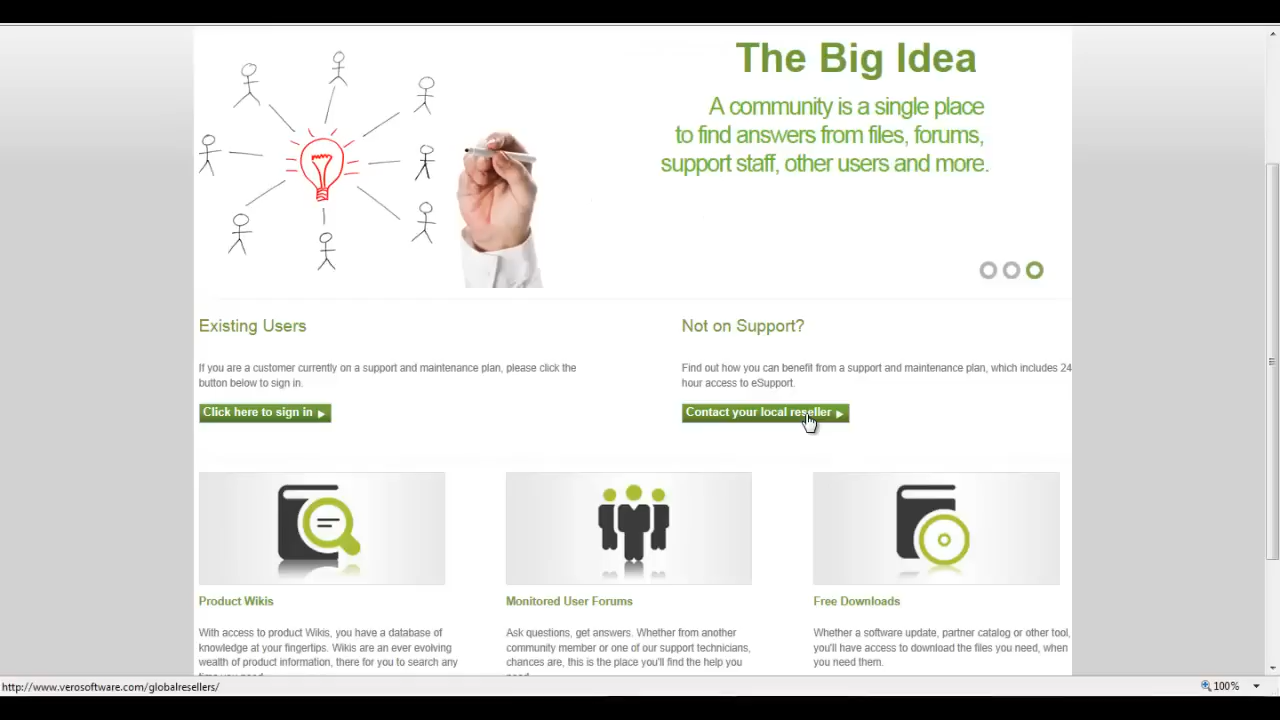 The Big Idea
A community is a single place
to find answers from files, forums,
support staff, other users and more.
Existing Users
If you are a customer currently on a support and maintenance plan, please click the
button below to sign in.
Click here to sign in
Not on Support?
Find out how you can benefit from a support and maintenance plan, which includes 24
hour access to eSupport.
Contact your local reseller
Product Wikis
With access to product Wikis, you have a database of
knowledge at your fingertips. Wikis are an ever evolving
wealth of product information, there for you to search any
time you need.
Monitored User Forums
Ask questions, get answers. Whether from another
community member or one of our support technicians,
chances are, this is the place you'll find the help you
need.
Free Downloads
Whether a software update, partner catalog or other tool,
you'll have access to download the files you need, when
you need them.
http://www.verosoftware.com/globalresellers/
100%